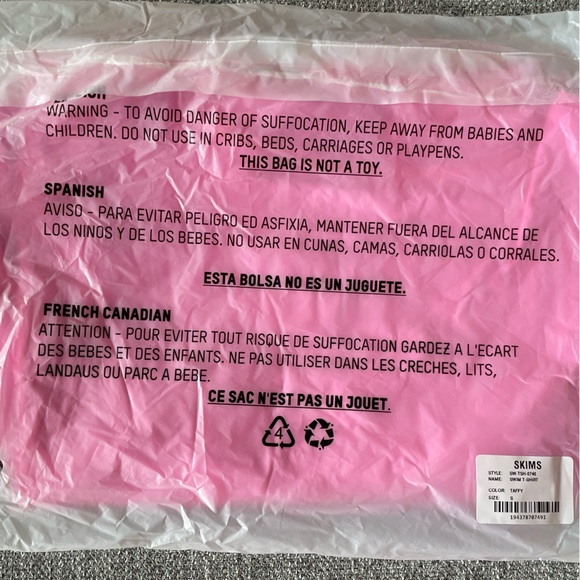 WARNING - TO AVOID DANGER OF SUFFOCATION, KEEP AWAY FROM BABIES AND
CHILDREN. DO NOT USE IN CRIBS, BEDS, CARRIAGES OR PLAYPENS.
THIS BAG IS NOT A TOY.
SPANISH
AVISO - PARA EVITAR PELIGRO ED ASFIXIA, MANTENER FUERA DEL ALCANCE DE
LOS NINOS Y DE LOS BEBES. NO USAR EN CUNAS, CAMAS, CARRIOLAS O CORRALES.
ESTA BOLSA NO ES UN JUGUETE.
FRENCH CANADIAN
ATTENTION - POUR EVITER TOUT RISQUE DE SUFFOCATION GARDEZ A L'ECART
DES BEBES ET DES ENFANTS. NE PAS UTILISER DANS LES CRECHES, LITS,
LANDAUS OU PARC A BEBE.
CE SAC N'EST PAS UN JOUET.
4
SKIMS
STYLE: SW-TSH-0746
NAME: SWIM T-SHIRT
COLOR: TAFFY
SIZE: S
194378707491